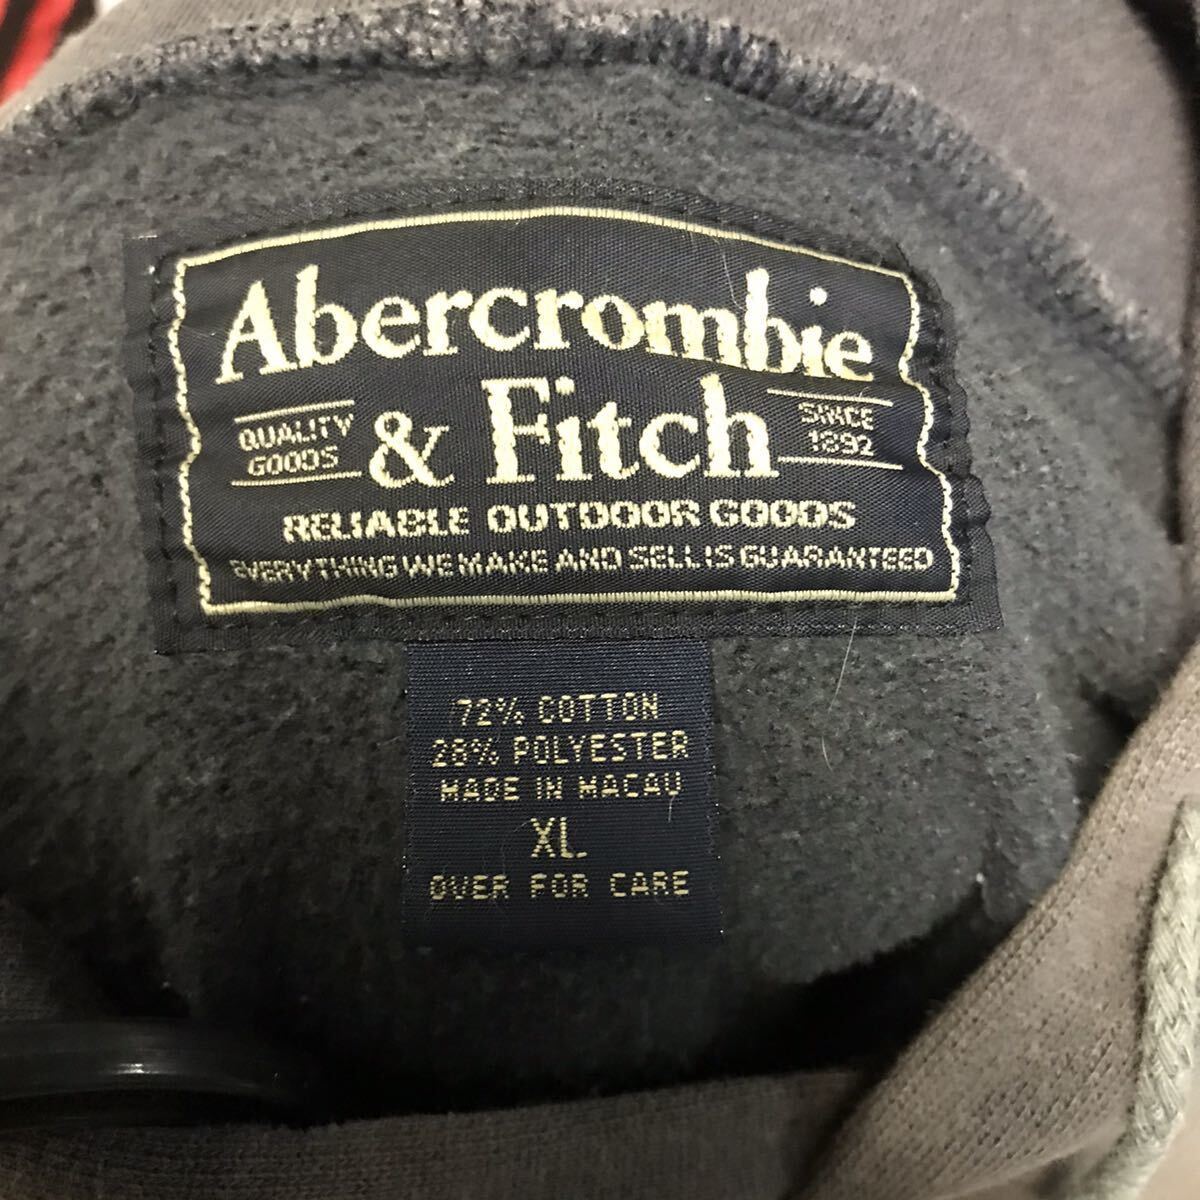 Abercrombie
& Fitch
QUALITY
GOODS
SINCE
1892
RELIABLE OUTDOOR GOODS
EVERYTHING WE MAKE AND SELL IS GUARANTEED
72% COTTON
28% POLYESTER
MADE IN MACAU
XL
OVER FOR CARE